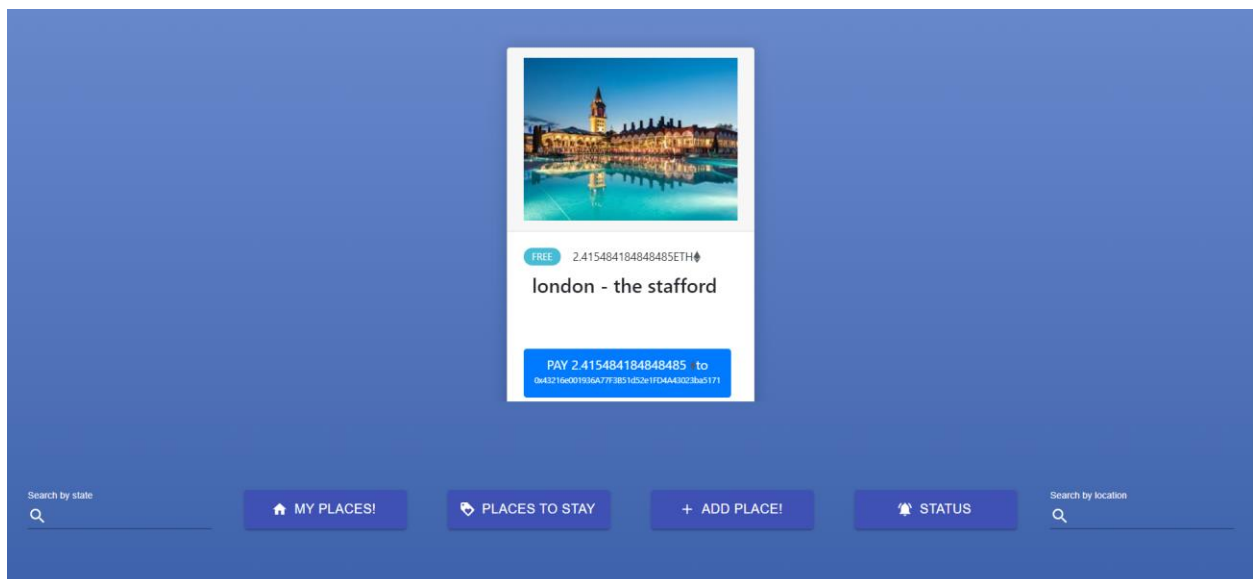 FREE 2.415484184848485ETH
london - the stafford
PAY 2.415484184848485 to
0x43216e001936A77F3B51d52e1FD4A43023ba5171
Search by state
MY PLACES!
PLACES TO STAY
+ ADD PLACE!
STATUS
Search by location